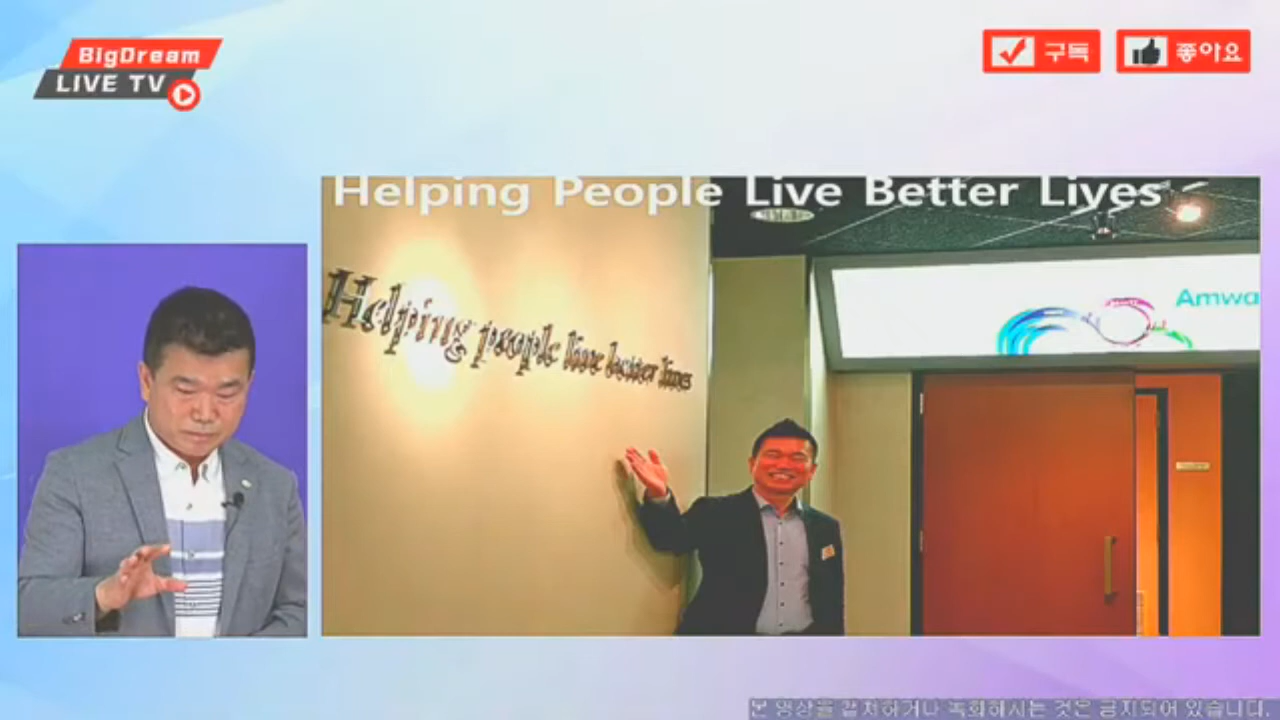 BigDream
LIVE TV
구독
좋아요
Helping People Live Better Lives
Helping people live better lives
Amwa
본 영상을 캡쳐하거나 녹화하시는 것은 금지되어 있습니다.